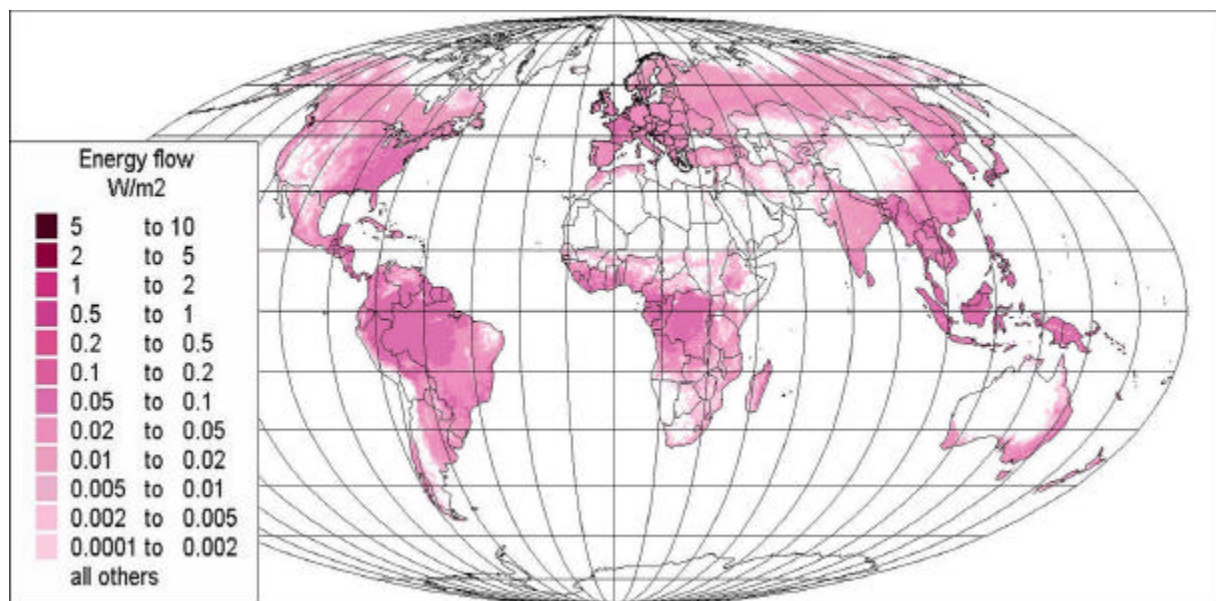 Energy flow
W/m2
5 to 10
2 to 5
1 to 2
0.5 to 1
0.2 to 0.5
0.1 to 0.2
0.05 to 0.1
0.02 to 0.05
0.01 to 0.02
0.005 to 0.01
0.002 to 0.005
0.0001 to 0.002
all others